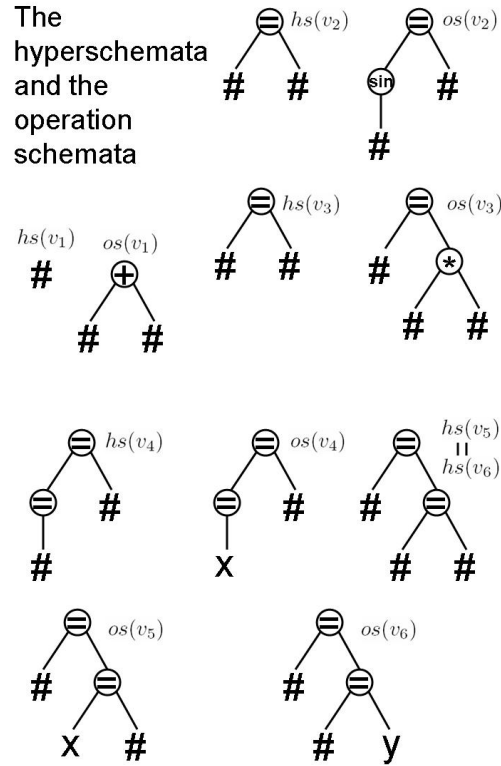 The
hyperschemata
and the
operation
schemata
= hs(v₂)
# #
= os(v₂)
sin #
#
hs(v₁)
#
os(v₁)
+
# #
= hs(v₃)
# #
= os(v₃)
# *
# #
= hs(v₄)
= #
#
= os(v₄)
= #
x
= hs(v₅)
=
hs(v₆)
# =
# #
= os(v₅)
# =
x #
= os(v₆)
# =
# y